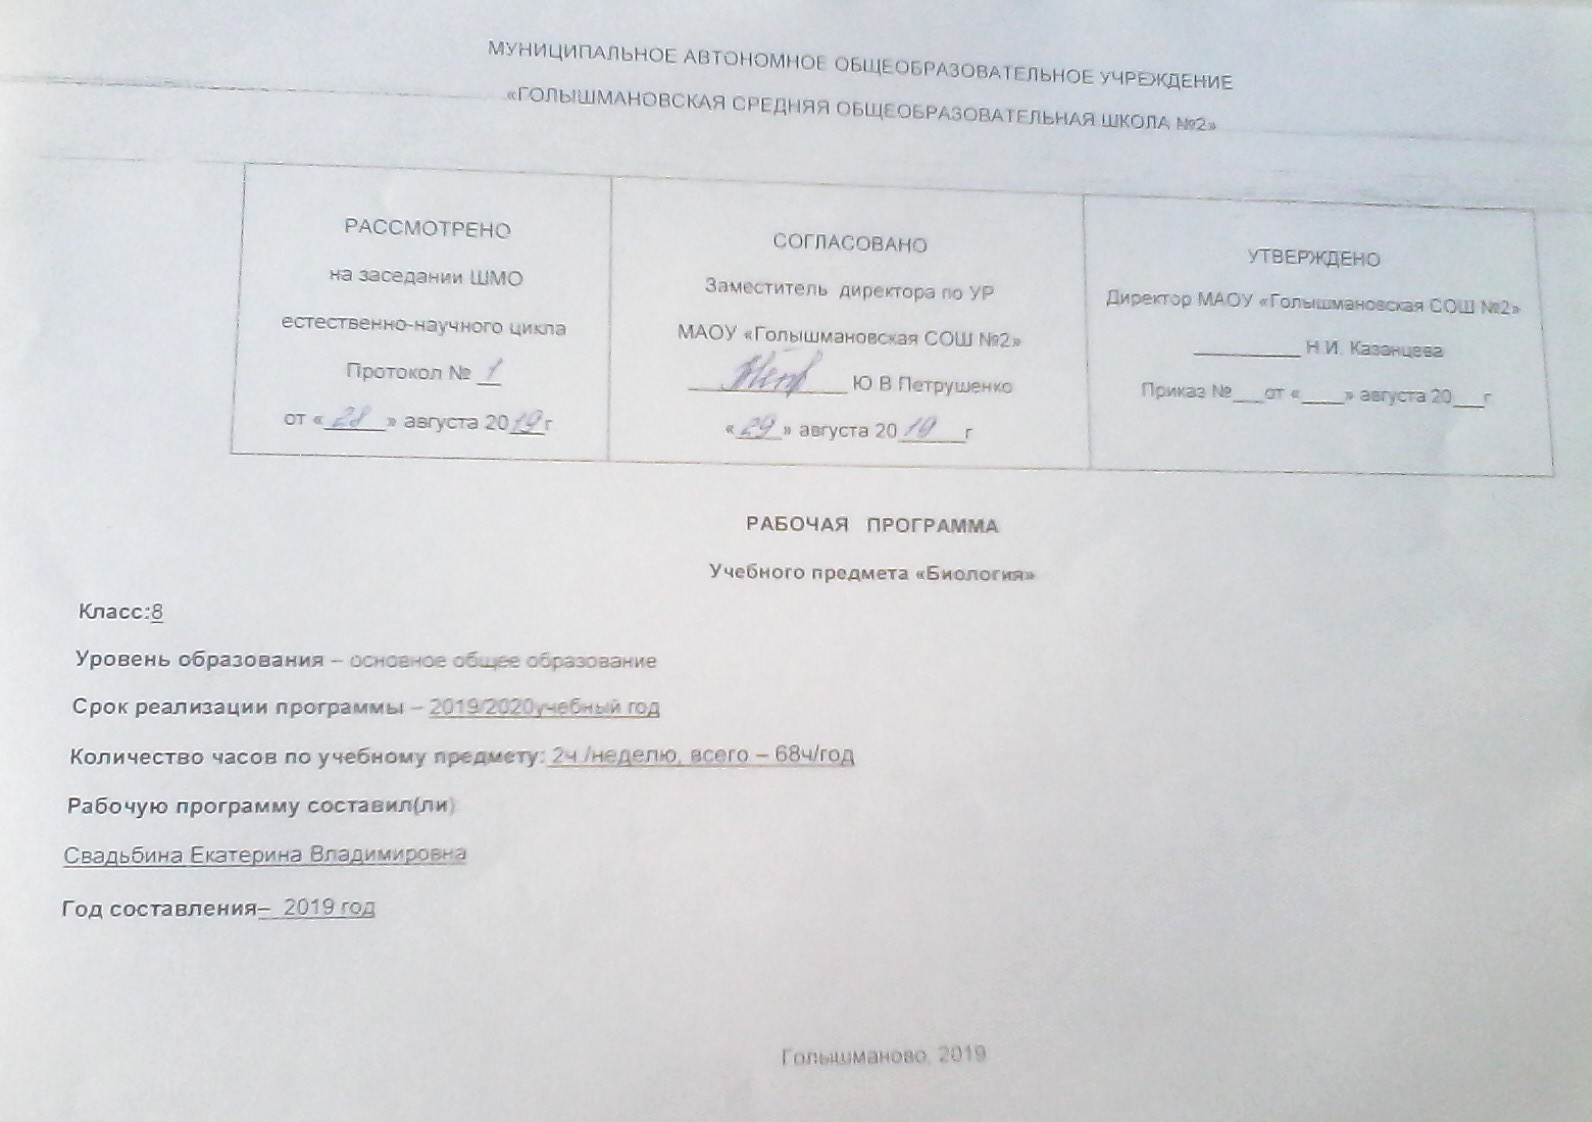 МУНИЦИПАЛЬНОЕ АВТОНОМНОЕ ОБЩЕОБРАЗОВАТЕЛЬНОЕ УЧРЕЖДЕНИЕ
«ГОЛЫШМАНОВСКАЯ СРЕДНЯЯ ОБЩЕОБРАЗОВАТЕЛЬНАЯ ШКОЛА №2»
РАССМОТРЕНО
на заседании ШМО
естественно-научного цикла
Протокол № 1
от «28» августа 2019г
СОГЛАСОВАНО
Заместитель директора по УР
МАОУ «Голышмановская СОШ №2»
____________ Ю В Петрушенко
«29» августа 2019 г
УТВЕРЖДЕНО
Директор МАОУ «Голышмановская СОШ №2»
_________ Н.И. Казанцева
Приказ №___от «____» августа 20___г
РАБОЧАЯ ПРОГРАММА
Учебного предмета «Биология»
Класс:8
Уровень образования – основное общее образование
Срок реализации программы – 2019/2020учебный год
Количество часов по учебному предмету: 2ч /неделю, всего – 68ч/год
Рабочую программу составил(ли)
Свадьбина Екатерина Владимировна
Год составления– 2019 год
Голышманово, 2019